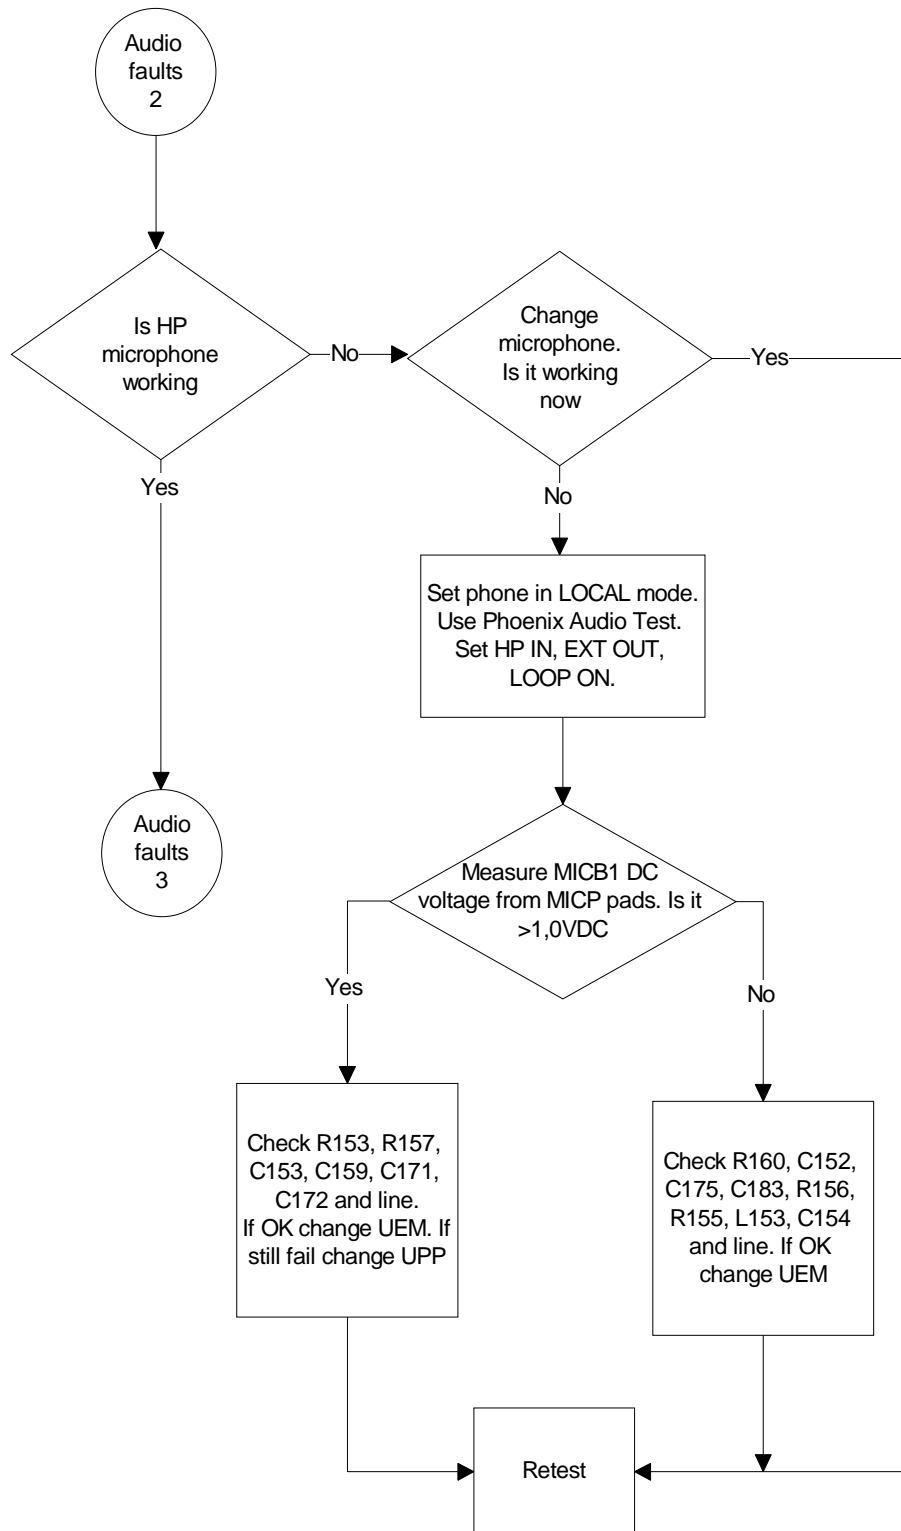 Audio
faults
2
Is HP
microphone
working
No
Change
microphone.
Is it working
now
Yes
Yes
No
Set phone in LOCAL mode.
Use Phoenix Audio Test.
Set HP IN, EXT OUT,
LOOP ON.
Audio
faults
3
Measure MICB1 DC
voltage from MICP pads. Is it
>1,0VDC
Yes
No
Check R153, R157,
C153, C159, C171,
C172 and line.
If OK change UEM. If
still fail change UPP
Check R160, C152,
C175, C183, R156,
R155, L153, C154
and line. If OK
change UEM
Retest